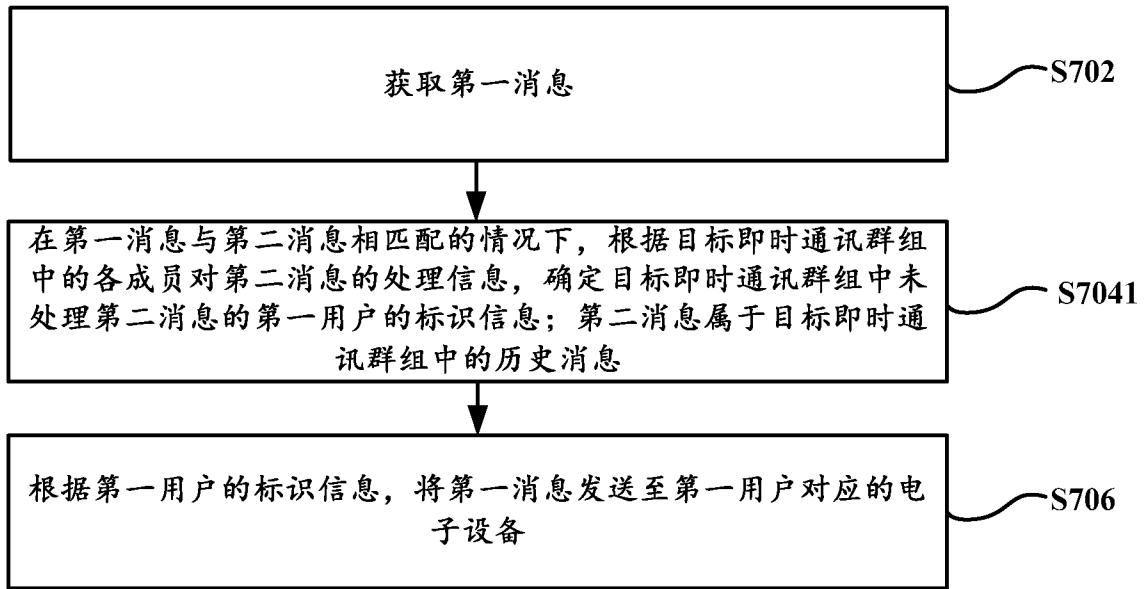 获取第一消息
S702
在第一消息与第二消息相匹配的情况下，根据目标即时通讯群组
中的各成员对第二消息的处理信息，确定目标即时通讯群组中未
处理第二消息的第一用户的标识信息；第二消息属于目标即时通
讯群组中的历史消息
S7041
根据第一用户的标识信息，将第一消息发送至第一用户对应的电
子设备
S706